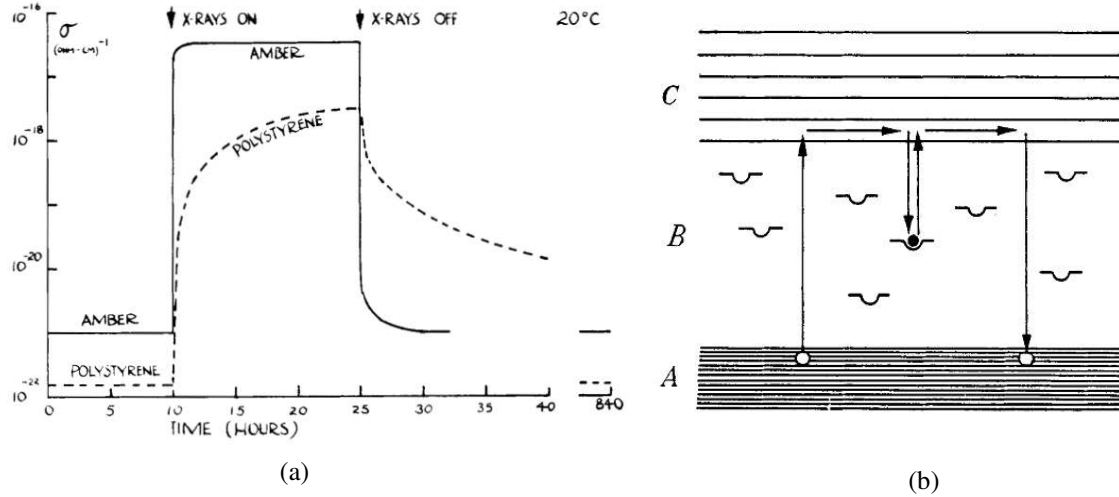 10⁻¹⁶
σ
(OHM-CM)⁻¹
X-RAYS ON
X-RAYS OFF
20°C
AMBER
10⁻¹⁸
POLYSTYRENE
10⁻²⁰
AMBER
POLYSTYRENE
10⁻²²
0 5 10 15 20 25 30 35 40 840
TIME (HOURS)
(a)
C
B
A
(b)